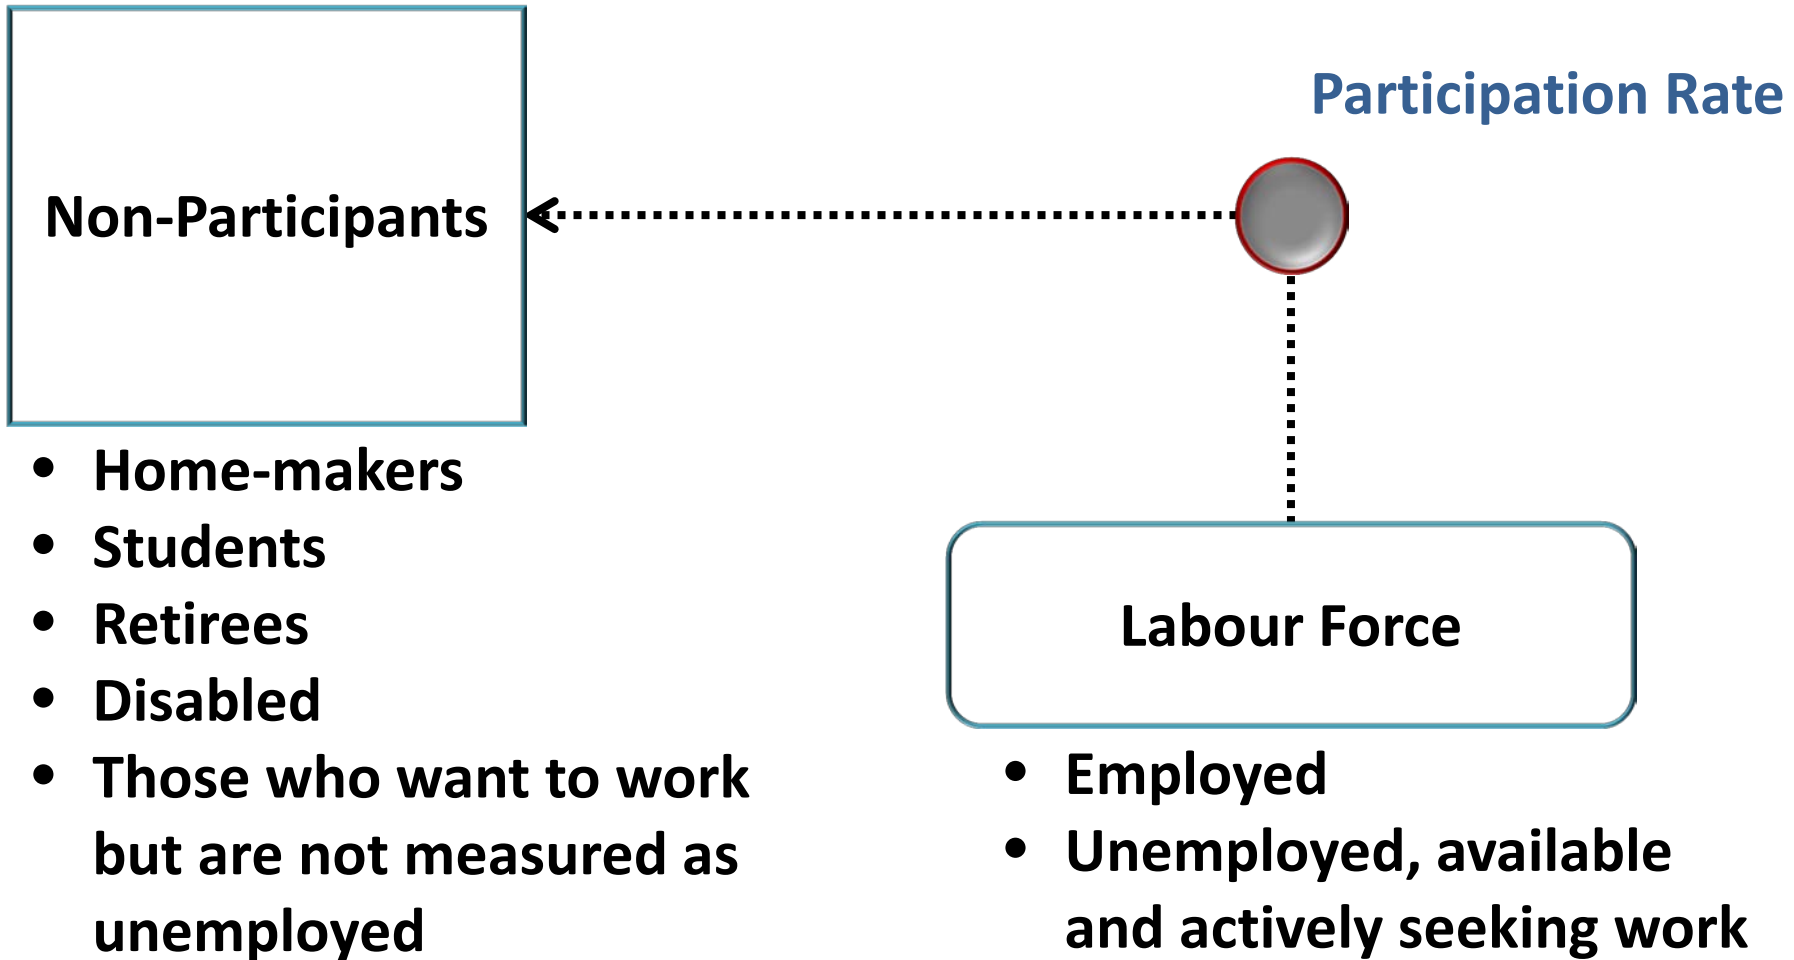 Participation Rate
Non-Participants
• Home-makers
• Students
• Retirees
• Disabled
• Those who want to work
but are not measured as
unemployed
Labour Force
• Employed
• Unemployed, available
and actively seeking work